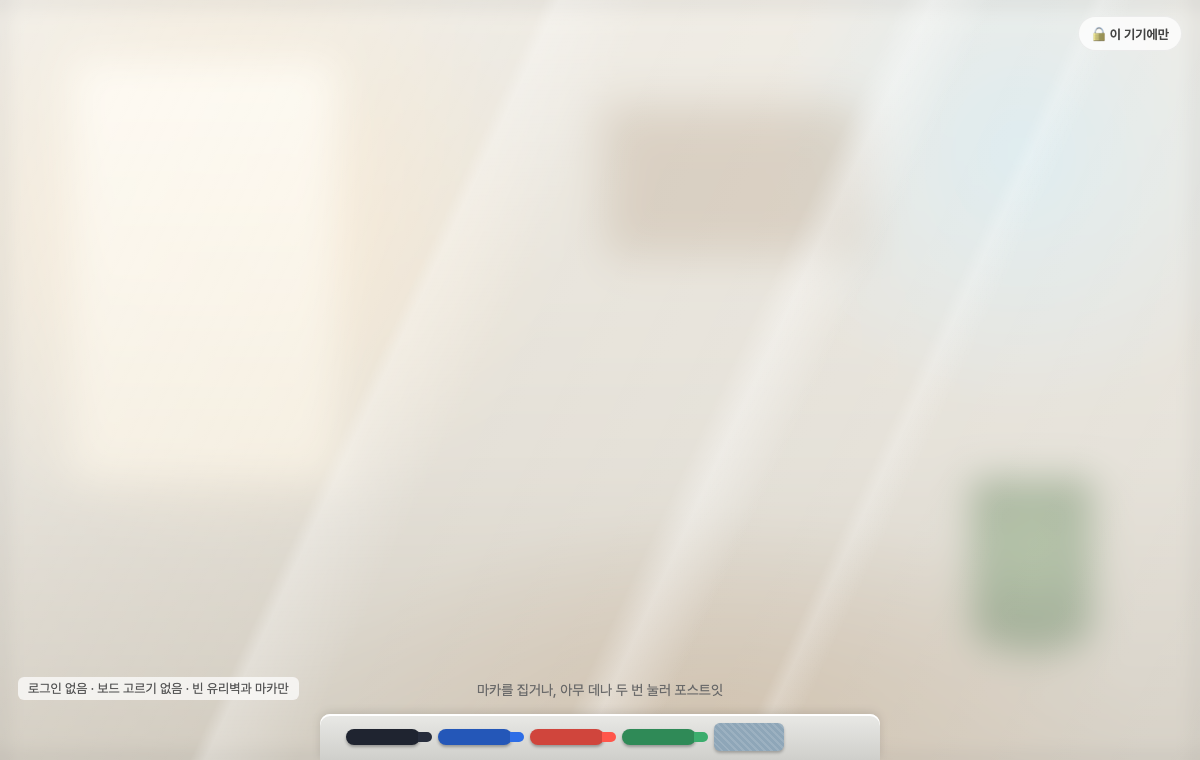 🔒 이 기기에만
로그인 없음 · 보드 고르기 없음 · 빈 유리벽과 마카만
마카를 집거나, 아무 데나 두 번 눌러 포스트잇